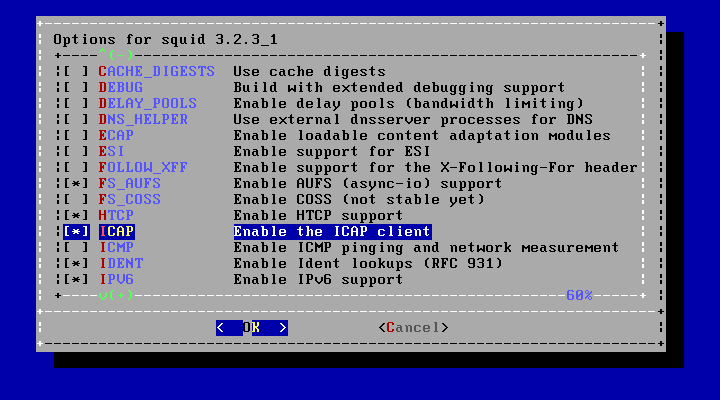 Options for squid 3.2.3_1
^(-)
[ ] CACHE_DIGESTS Use cache digests
[ ] DEBUG Build with extended debugging support
[ ] DELAY_POOLS Enable delay pools (bandwidth limiting)
[ ] DNS_HELPER Use external dnsserver processes for DNS
[ ] ECAP Enable loadable content adaptation modules
[ ] ESI Enable support for ESI
[ ] FOLLOW_XFF Enable support for the X-Following-For header
[*] FS_AUFS Enable AUFS (async-io) support
[ ] FS_COSS Enable COSS (not stable yet)
[*] HTCP Enable HTCP support
[*] ICAP Enable the ICAP client
[ ] ICMP Enable ICMP pinging and network measurement
[*] IDENT Enable Ident lookups (RFC 931)
[*] IPV6 Enable IPv6 support
v(+) 60%
< OK > <Cancel>